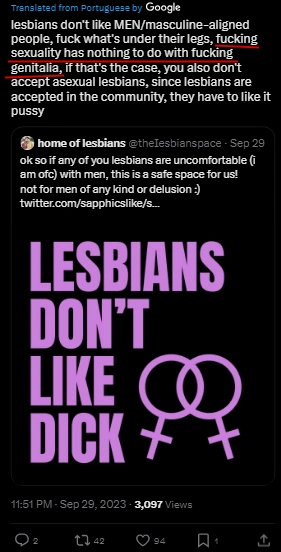 Translated from Portuguese by Google
lesbians don't like MEN/masculine-aligned
people, fuck what's under their legs, fucking
sexuality has nothing to do with fucking
genitalia, if that's the case, you also don't
accept asexual lesbians, since lesbians are
accepted in the community, they have to like it
pussy
home of lesbians @theIesbianspace · Sep 29
ok so if any of you lesbians are uncomfortable (i
am ofc) with men, this is a safe space for us!
not for men of any kind or delusion :)
twitter.com/sapphicslike/s...
LESBIANS
DON'T
LIKE
DICK
11:51 PM · Sep 29, 2023 · 3,097 Views
2 42 94 1